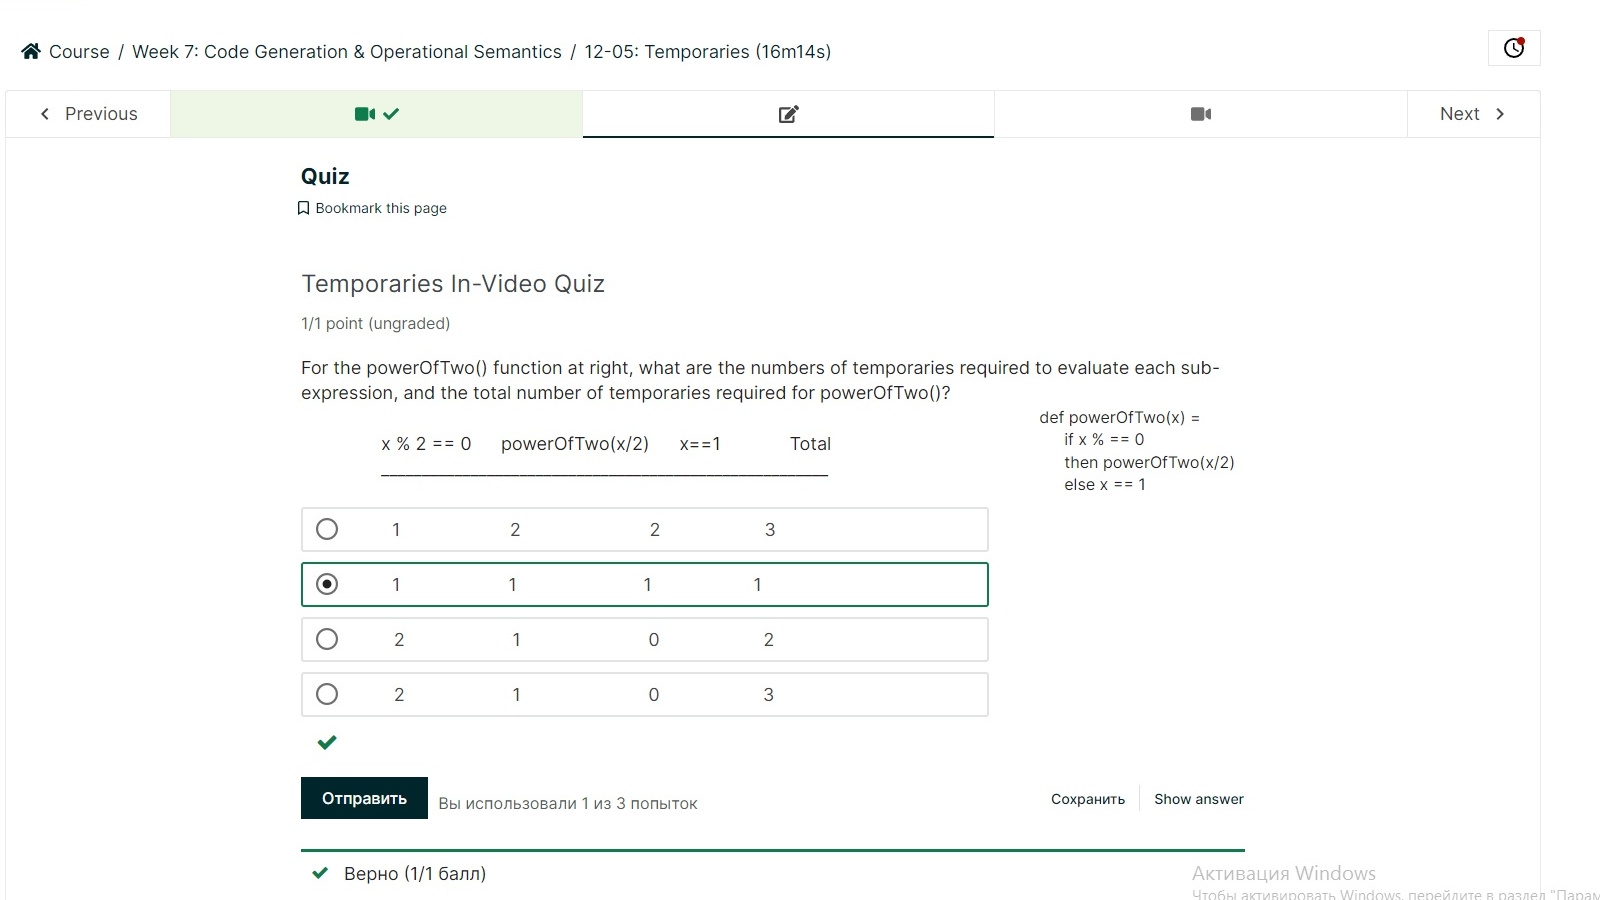 Course / Week 7: Code Generation & Operational Semantics / 12-05: Temporaries (16m14s)
Previous
Next
Quiz
Bookmark this page
Temporaries In-Video Quiz
1/1 point (ungraded)
For the powerOfTwo() function at right, what are the numbers of temporaries required to evaluate each sub-
expression, and the total number of temporaries required for powerOfTwo()?
def powerOfTwo(x) =
if x % == 0
then powerOfTwo(x/2)
else x == 1
x % 2 == 0 powerOfTwo(x/2) x==1 Total
1 2 2 3
1 1 1 1
2 1 0 2
2 1 0 3
Отправить
Вы использовали 1 из 3 попыток
Сохранить
Show answer
Верно (1/1 балл)
Активация Windows
Чтобы активировать Windows, перейдите в раздел "Парам